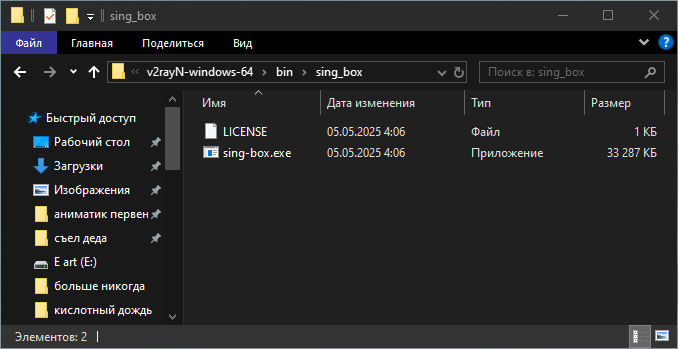 sing_box
Файл Главная Поделиться Вид
« v2rayN-windows-64 > bin > sing_box Поиск в: sing_box
Имя Дата изменения Тип Размер
Быстрый доступ
LICENSE 05.05.2025 4:06 Файл 1 КБ
Рабочий стол
sing-box.exe 05.05.2025 4:06 Приложение 33 287 КБ
Загрузки
Изображения
аниматик первен
съел деда
E art (E:)
больше никогда
кислотный дождь
Элементов: 2